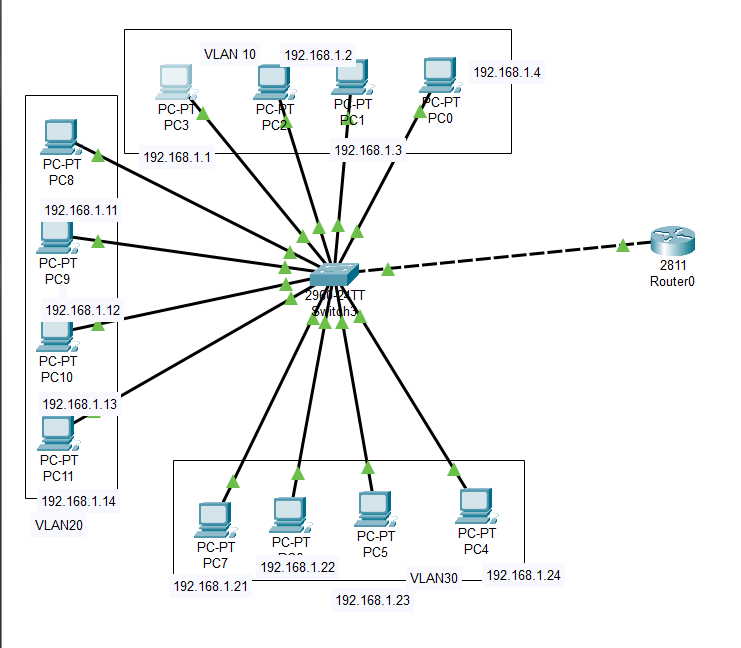 VLAN 10
192.168.1.2
192.168.1.4
PC-PT
PC3
PC-PT
PC2
PC-PT
PC1
PC-PT
PC0
192.168.1.1
192.168.1.3
PC-PT
PC8
192.168.1.11
PC-PT
PC9
192.168.1.12
PC-PT
PC10
192.168.1.13
PC-PT
PC11
192.168.1.14
VLAN20
2960-24TT
Switch3
2811
Router0
PC-PT
PC7
PC-PT
PC-PT
PC5
PC-PT
PC4
192.168.1.21
192.168.1.22
192.168.1.23
VLAN30
192.168.1.24